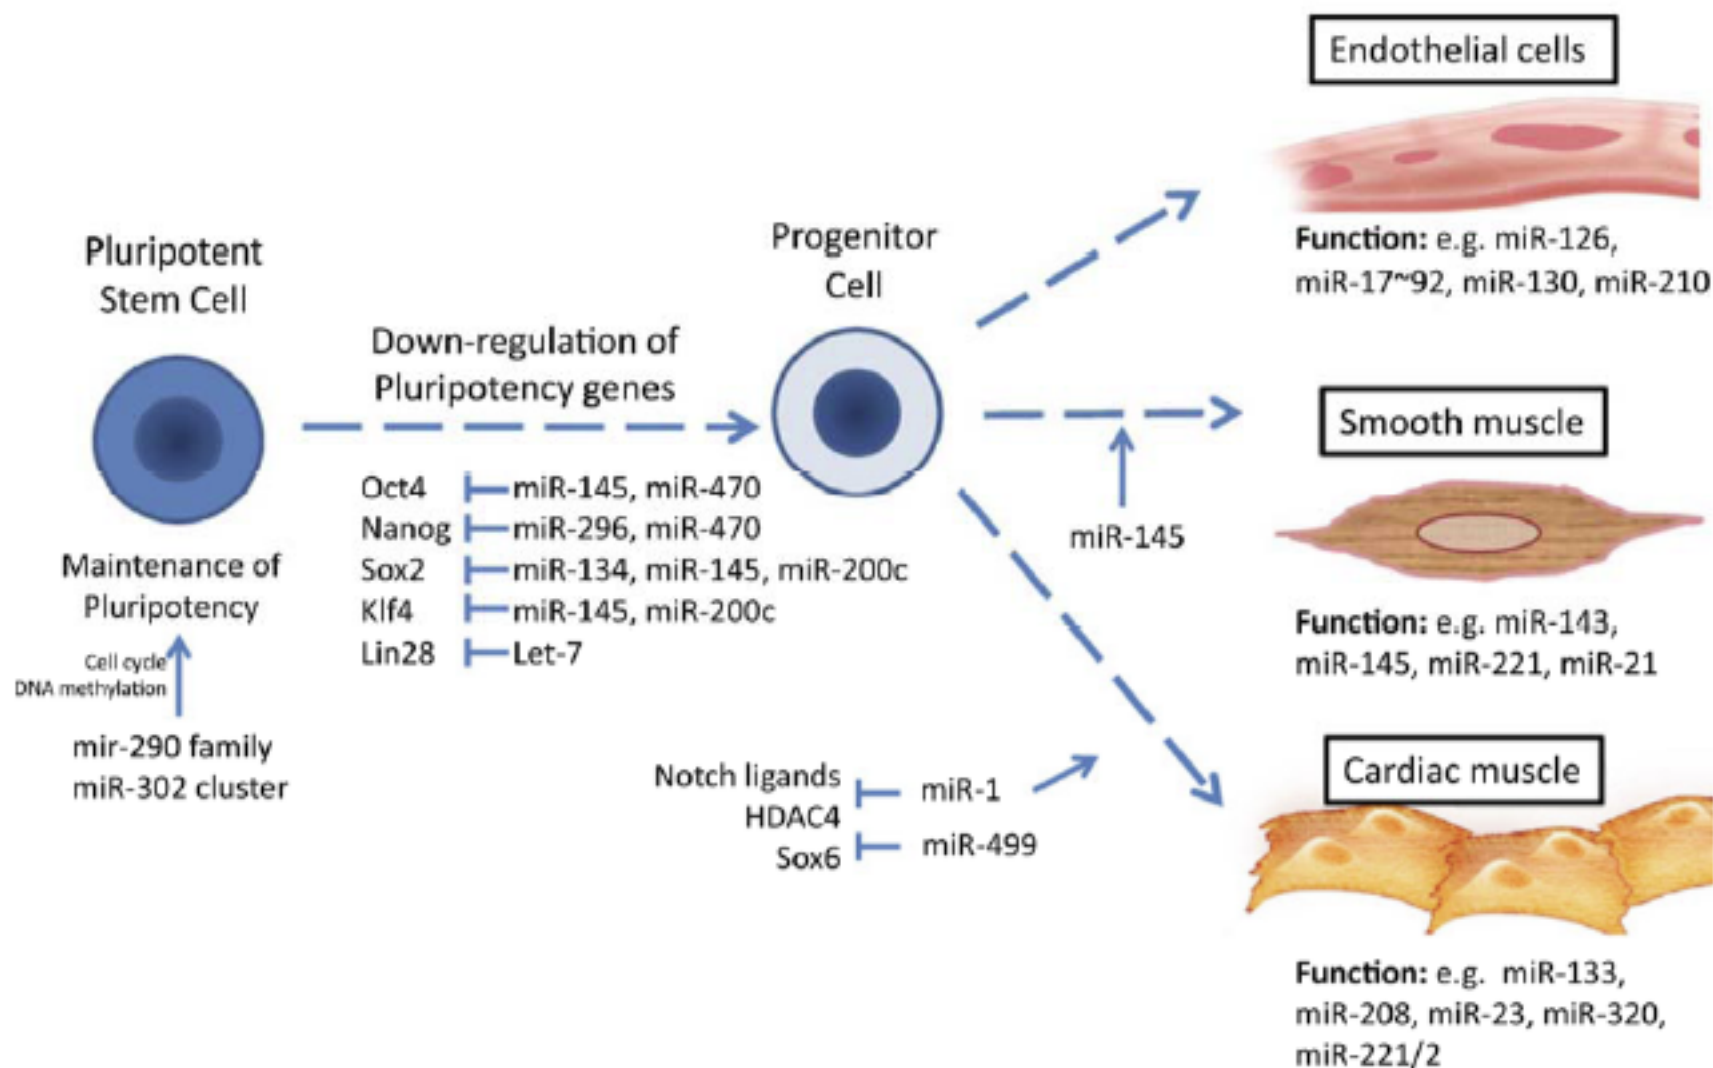 Pluripotent
Stem Cell
Maintenance of
Pluripotency
Cell cycle
DNA methylation
mir-290 family
miR-302 cluster
Down-regulation of
Pluripotency genes
Oct4 miR-145, miR-470
Nanog miR-296, miR-470
Sox2 miR-134, miR-145, miR-200c
Klf4 miR-145, miR-200c
Lin28 Let-7
Progenitor
Cell
miR-145
Notch ligands
HDAC4
Sox6
miR-1
miR-499
Endothelial cells
Function: e.g. miR-126,
miR-17~92, miR-130, miR-210
Smooth muscle
Function: e.g. miR-143,
miR-145, miR-221, miR-21
Cardiac muscle
Function: e.g. miR-133,
miR-208, miR-23, miR-320,
miR-221/2